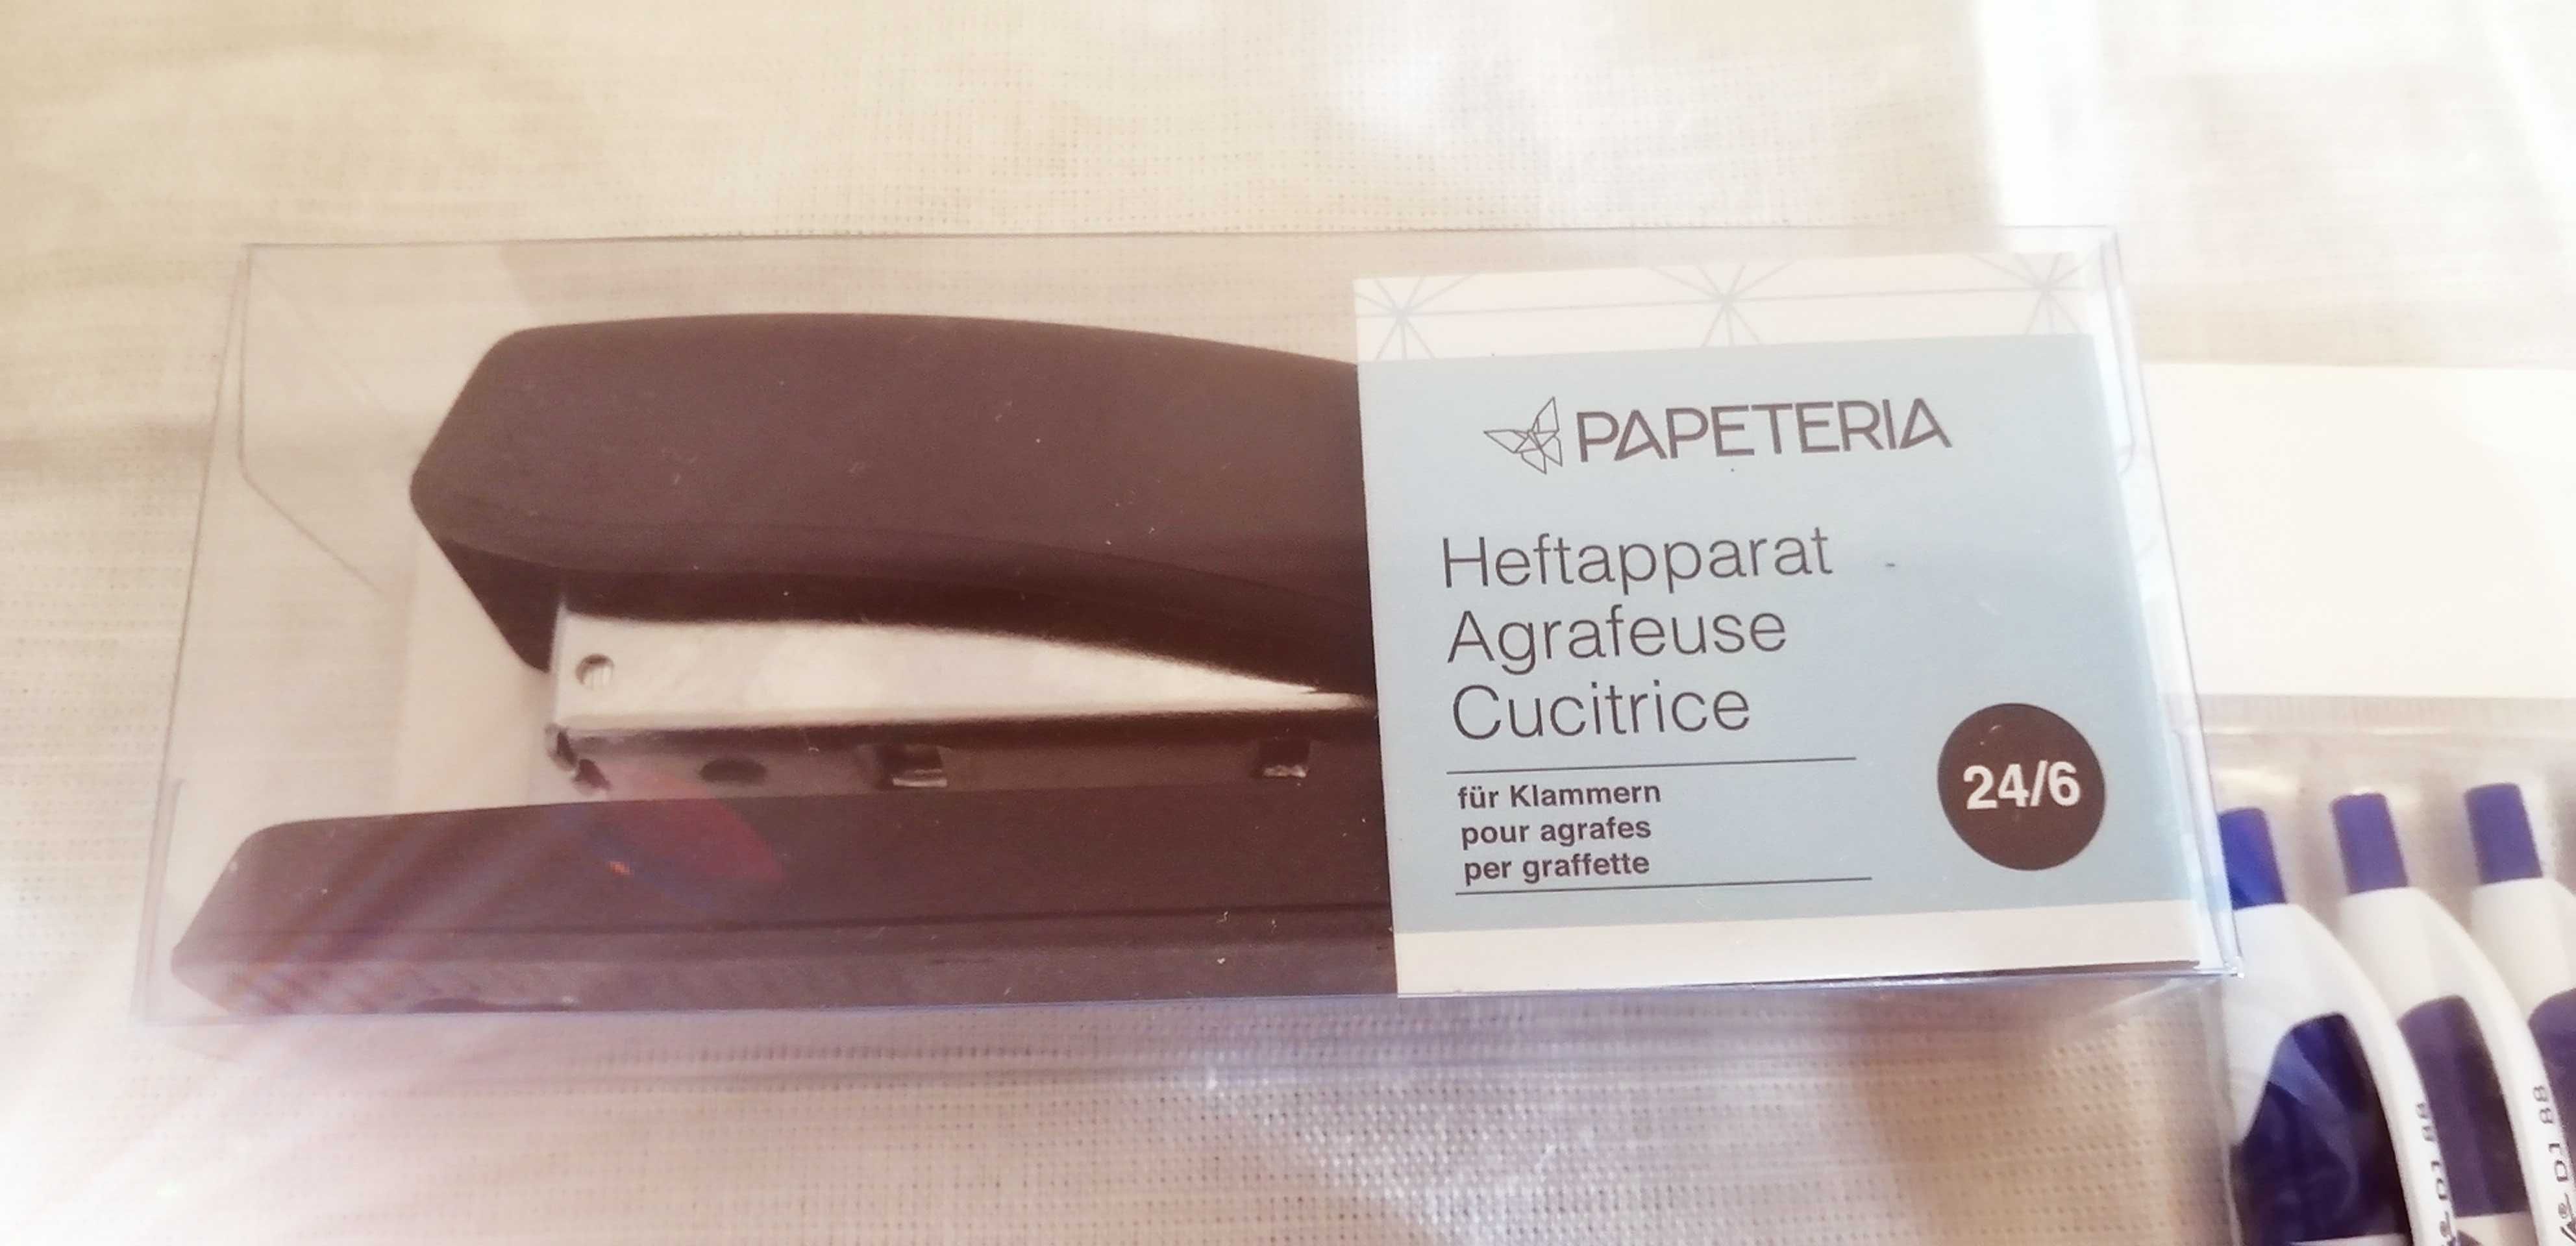 PAPETERIA
Heftapparat
Agrafeuse
Cucitrice
für Klammern
pour agrafes
per graffette
24/6